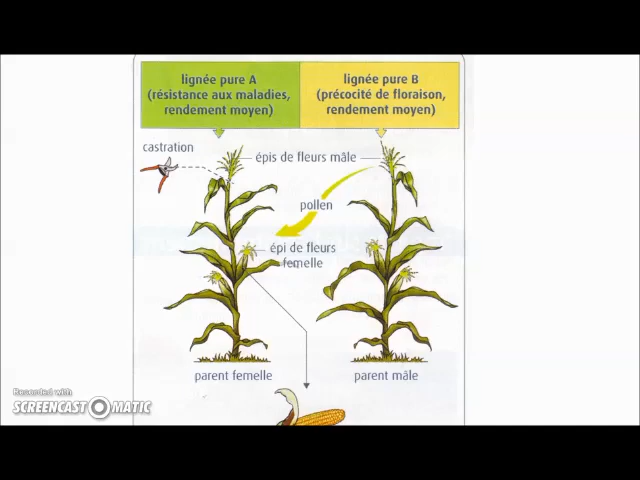 lignée pure A
(résistance aux maladies,
rendement moyen)
lignée pure B
(précocité de floraison,
rendement moyen)
castration
épis de fleurs mâle
pollen
épi de fleurs
femelle
parent femelle
parent mâle
Recorded with
SCREENCAST-O-MATIC